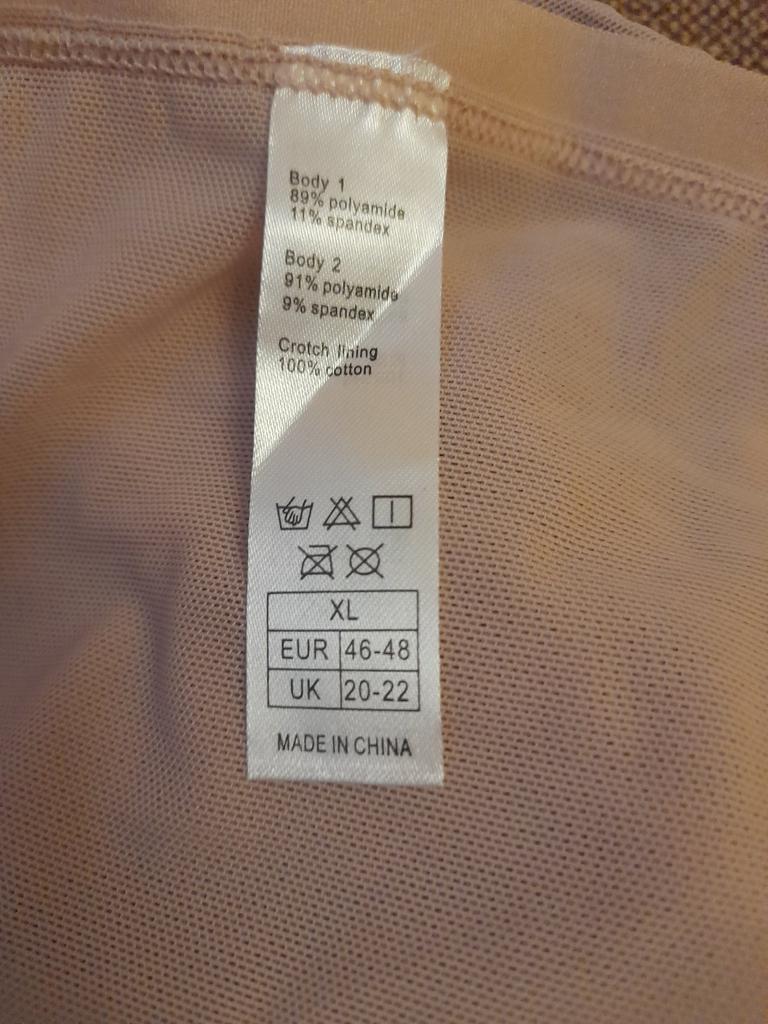 Body 1
89% polyamide
11% spandex
Body 2
91% polyamide
9% spandex
Crotch lining
100% cotton
XL
EUR 46-48
UK 20-22
MADE IN CHINA